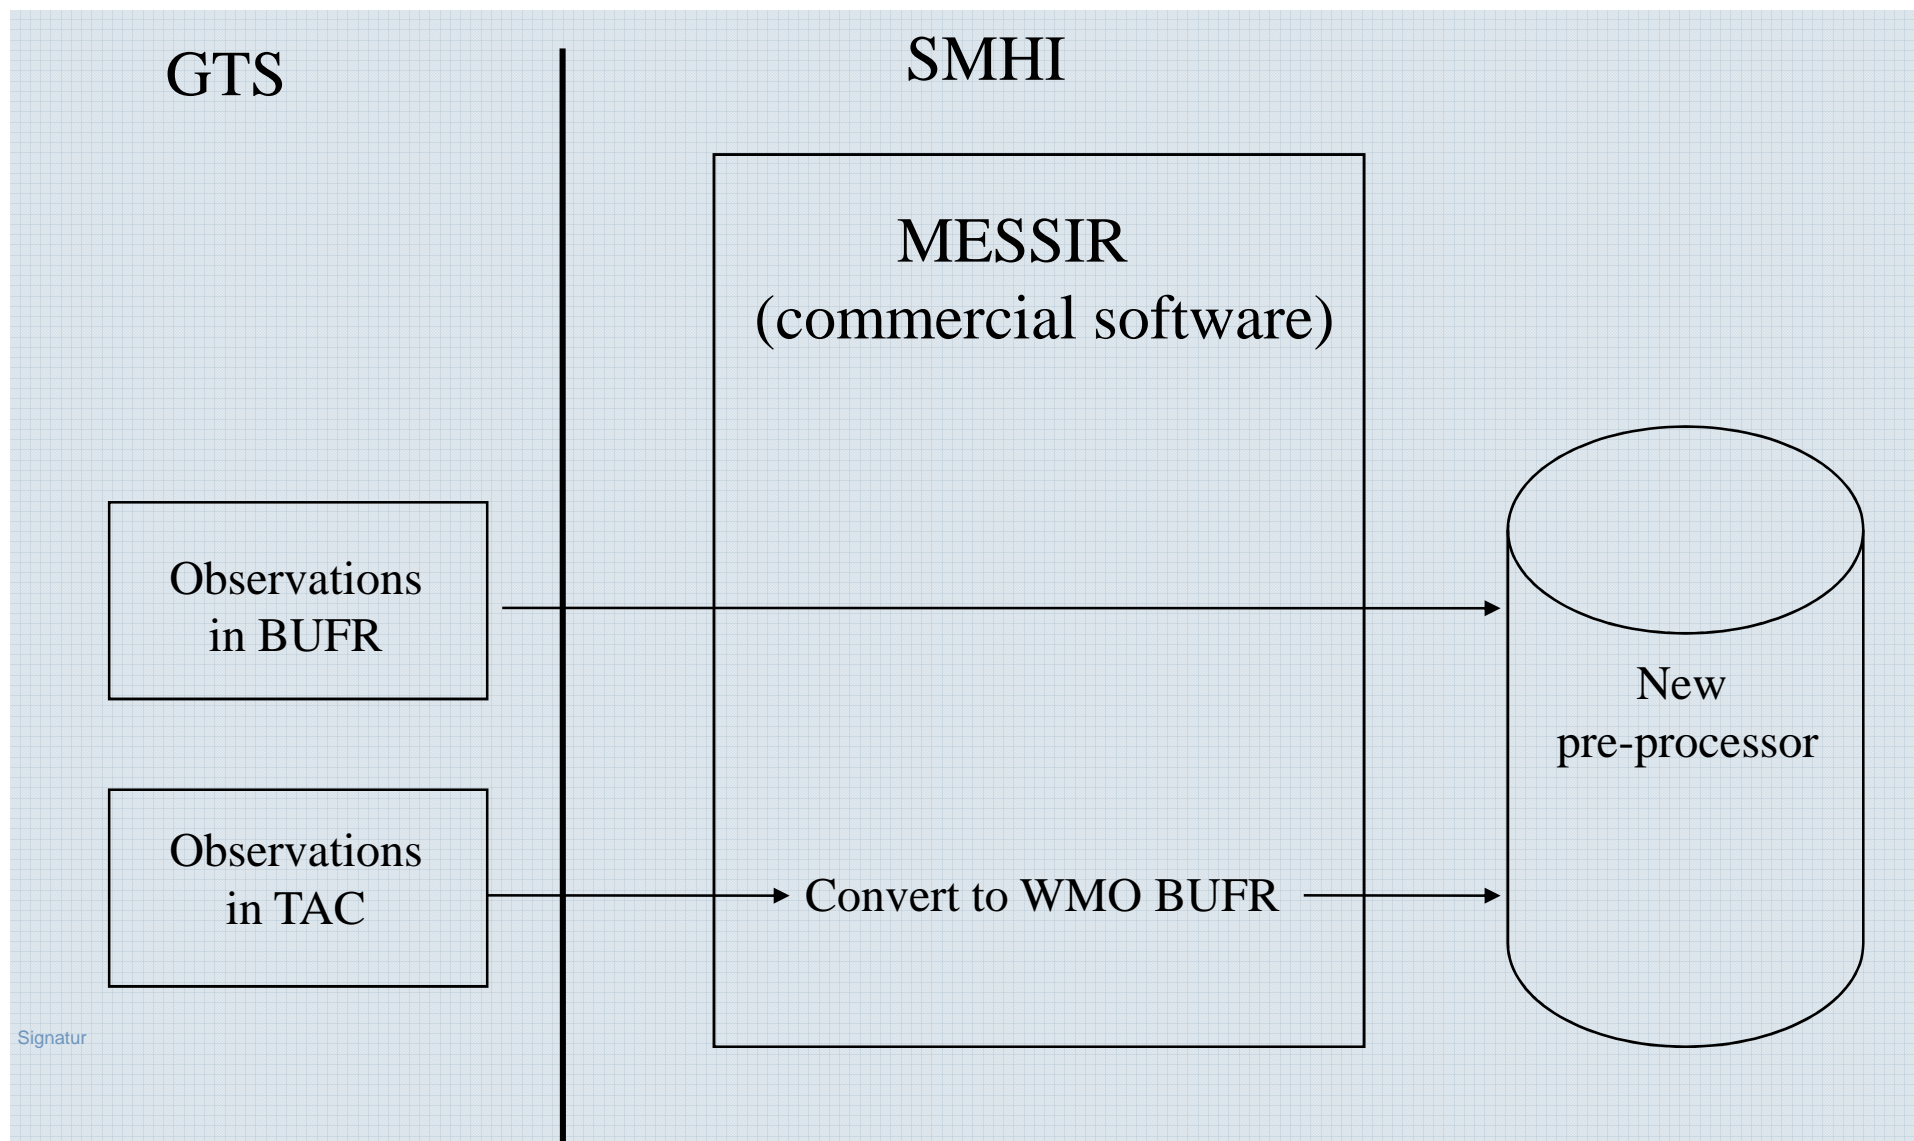 GTS
SMHI
MESSIR
(commercial software)
Observations
in BUFR
New
pre-processor
Observations
in TAC
Convert to WMO BUFR
Signatur